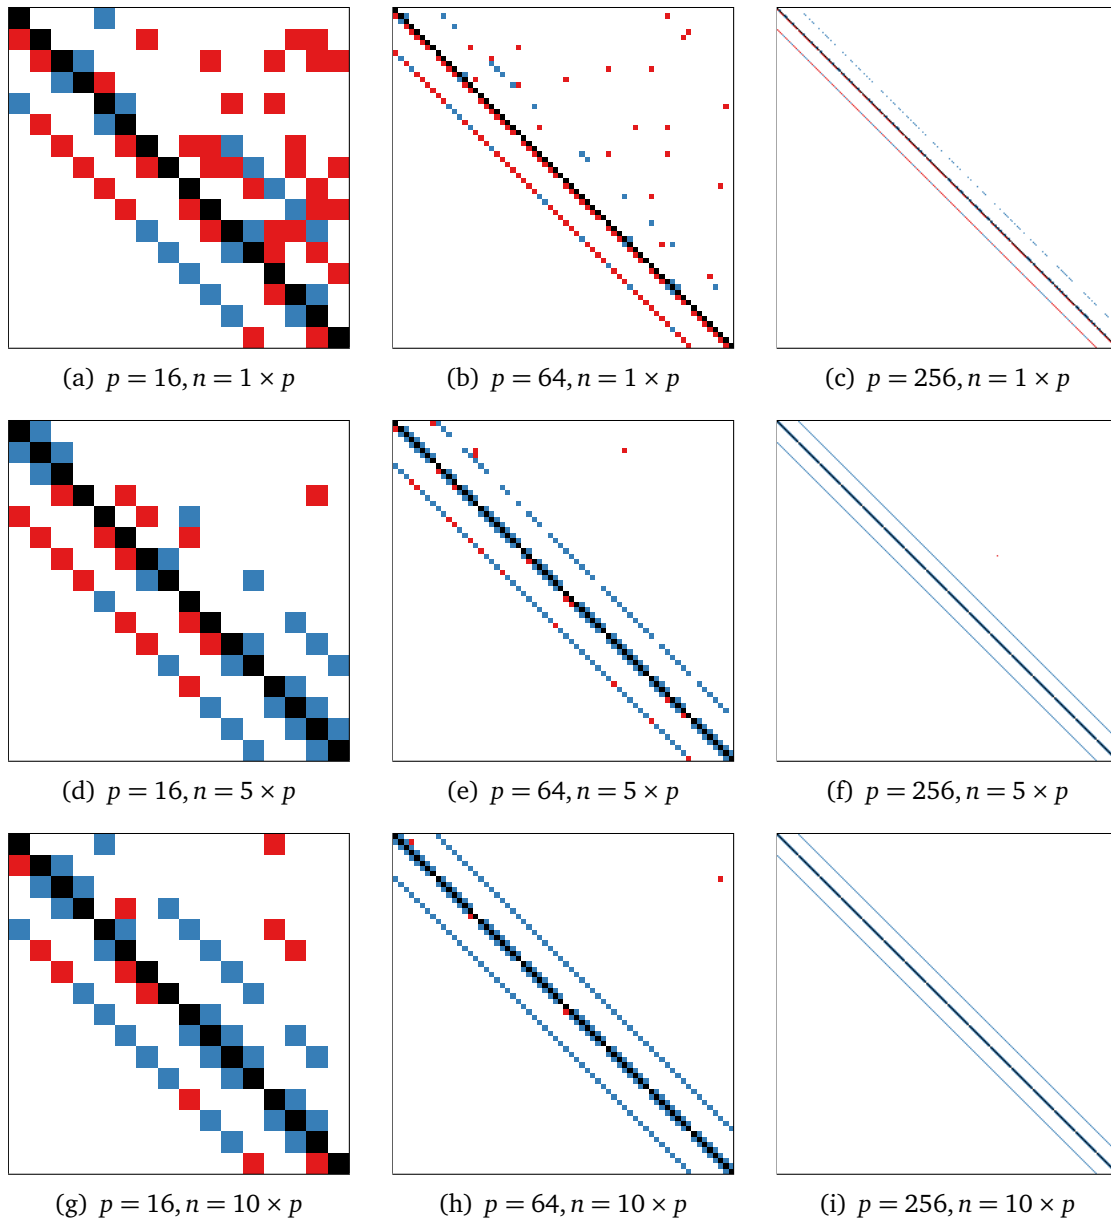 (a) p = 16, n = 1 × p
(b) p = 64, n = 1 × p
(c) p = 256, n = 1 × p
(d) p = 16, n = 5 × p
(e) p = 64, n = 5 × p
(f) p = 256, n = 5 × p
(g) p = 16, n = 10 × p
(h) p = 64, n = 10 × p
(i) p = 256, n = 10 × p